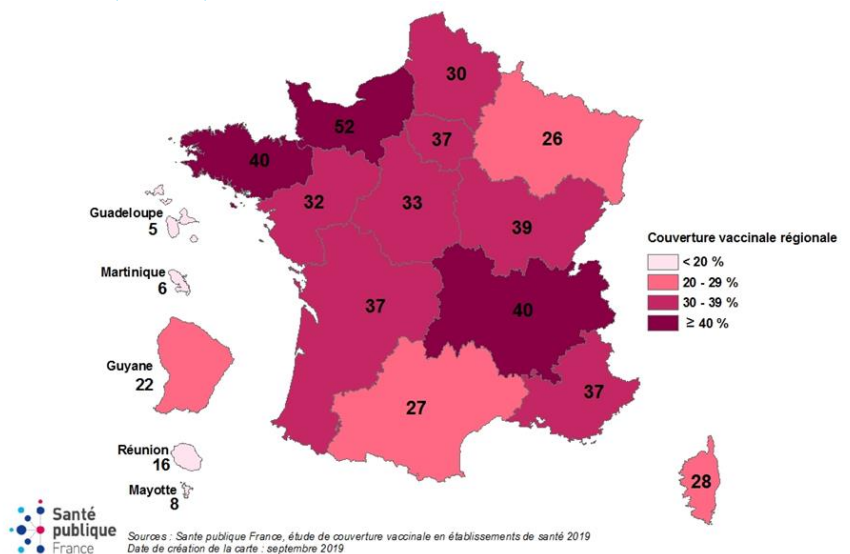 30
52
37
26
40
32
33
39
Guadeloupe
5
Martinique
6
37
40
Guyane
22
27
37
Réunion
16
Mayotte
8
28
Couverture vaccinale régionale
< 20 %
20 - 29 %
30 - 39 %
≥ 40 %
Santé
publique
France
Sources : Sante publique France, étude de couverture vaccinale en établissements de santé 2019
Date de création de la carte : septembre 2019